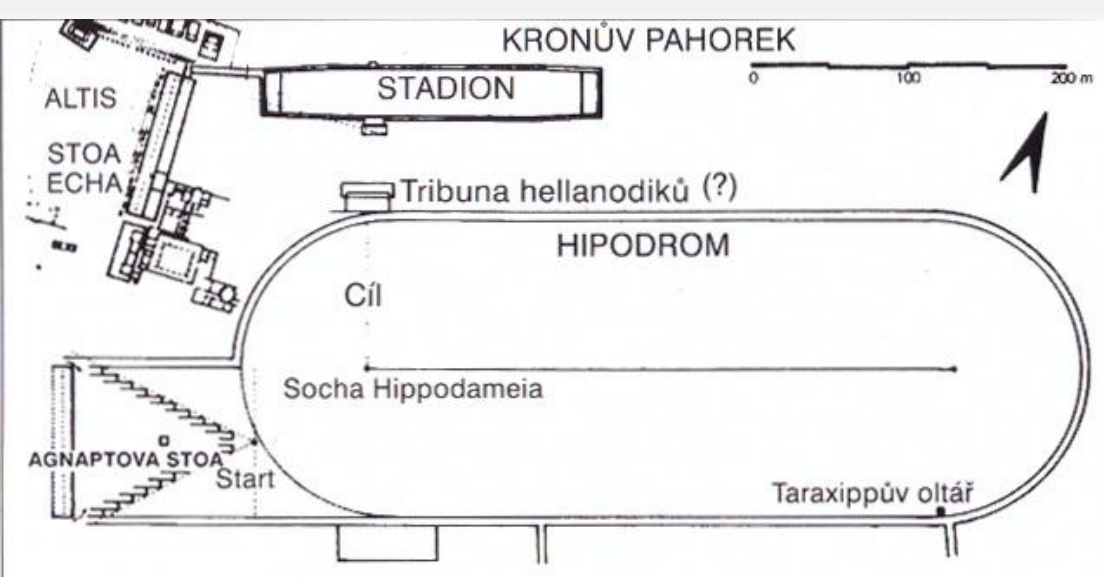 KRONŮV PAHOREK
STADION
0 100 200 m
ALTIS
STOA
ECHA
Tribuna hellanodiků (?)
HIPODROM
Cíl
Socha Hippodameia
AGNAPTOVA STOA
Start
Taraxippův oltář